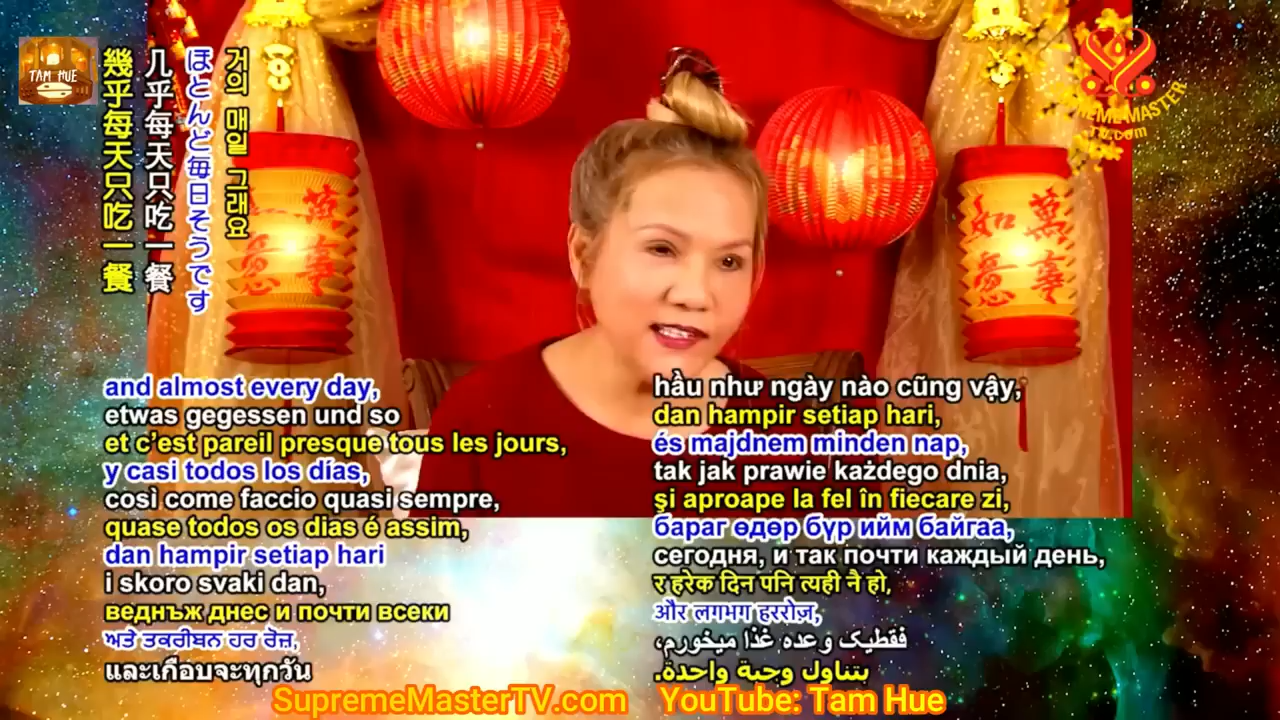 TAM HUE
幾乎每天只吃一餐
几乎每天只吃一餐
ほとんど毎日そうです
거의 매일 그래요
SUPREME MASTER
TV.com
萬事
如意
and almost every day,
etwas gegessen und so
et c’est pareil presque tous les jours,
y casi todos los días,
così come faccio quasi sempre,
quase todos os dias é assim,
dan hampir setiap hari
i skoro svaki dan,
веднъж днес и почти всеки
ਅਤੇ ਤਕਰੀਬਨ ਹਰ ਰੋਜ਼,
และเกือบจะทุกวัน
hầu như ngày nào cũng vậy,
dan hampir setiap hari,
és majdnem minden nap,
tak jak prawie każdego dnia,
şi aproape la fel în fiecare zi,
бараг өдөр бүр ийм байгаа,
сегодня, и так почти каждый день,
र हरेक दिन पनि त्यही नै हो,
और लगभग हररोज़,
فقطیک وعده غذا میخورم،
بتناول وجبة واحدة.
SupremeMasterTV.com YouTube: Tam Hue